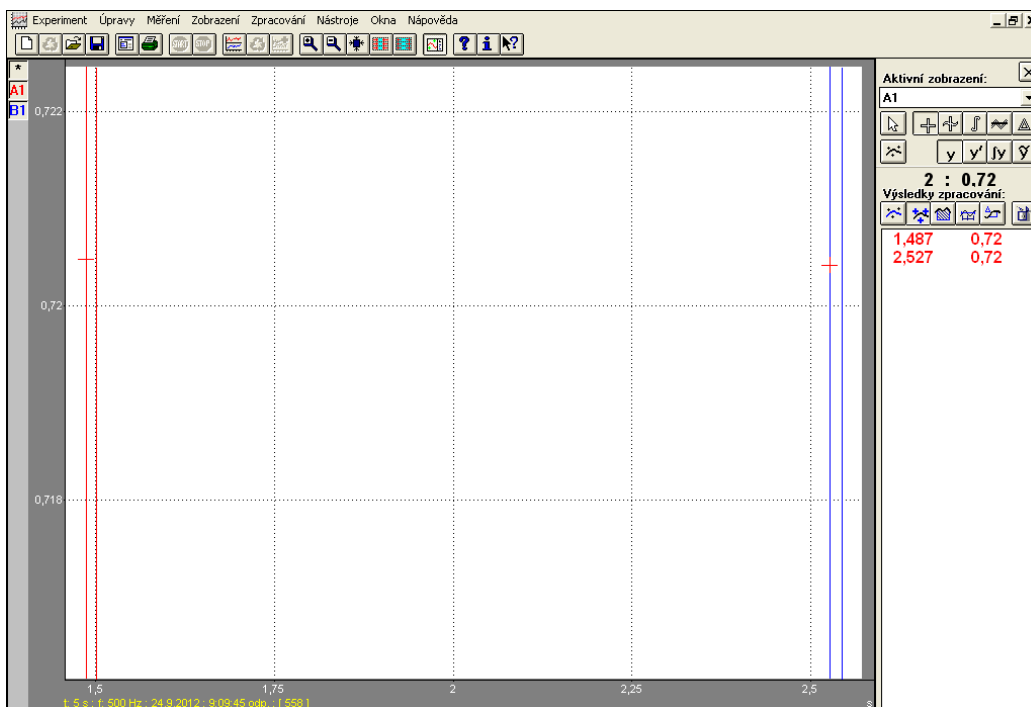 Experiment Úpravy Měření Zobrazení Zpracování Nástroje Okna Nápověda
START STOP
*
A1
B1
0,722
0,72
0,718
1,5 1,75 2 2,25 2,5
s
t: 5 s ; f: 500 Hz ; 24.9.2012 ; 9:09:45 odp. ; [ 558 ]
Aktivní zobrazení:
A1
y y' ∫y
2 : 0.72
Výsledky zpracování:
1,487 0,72
2,527 0,72